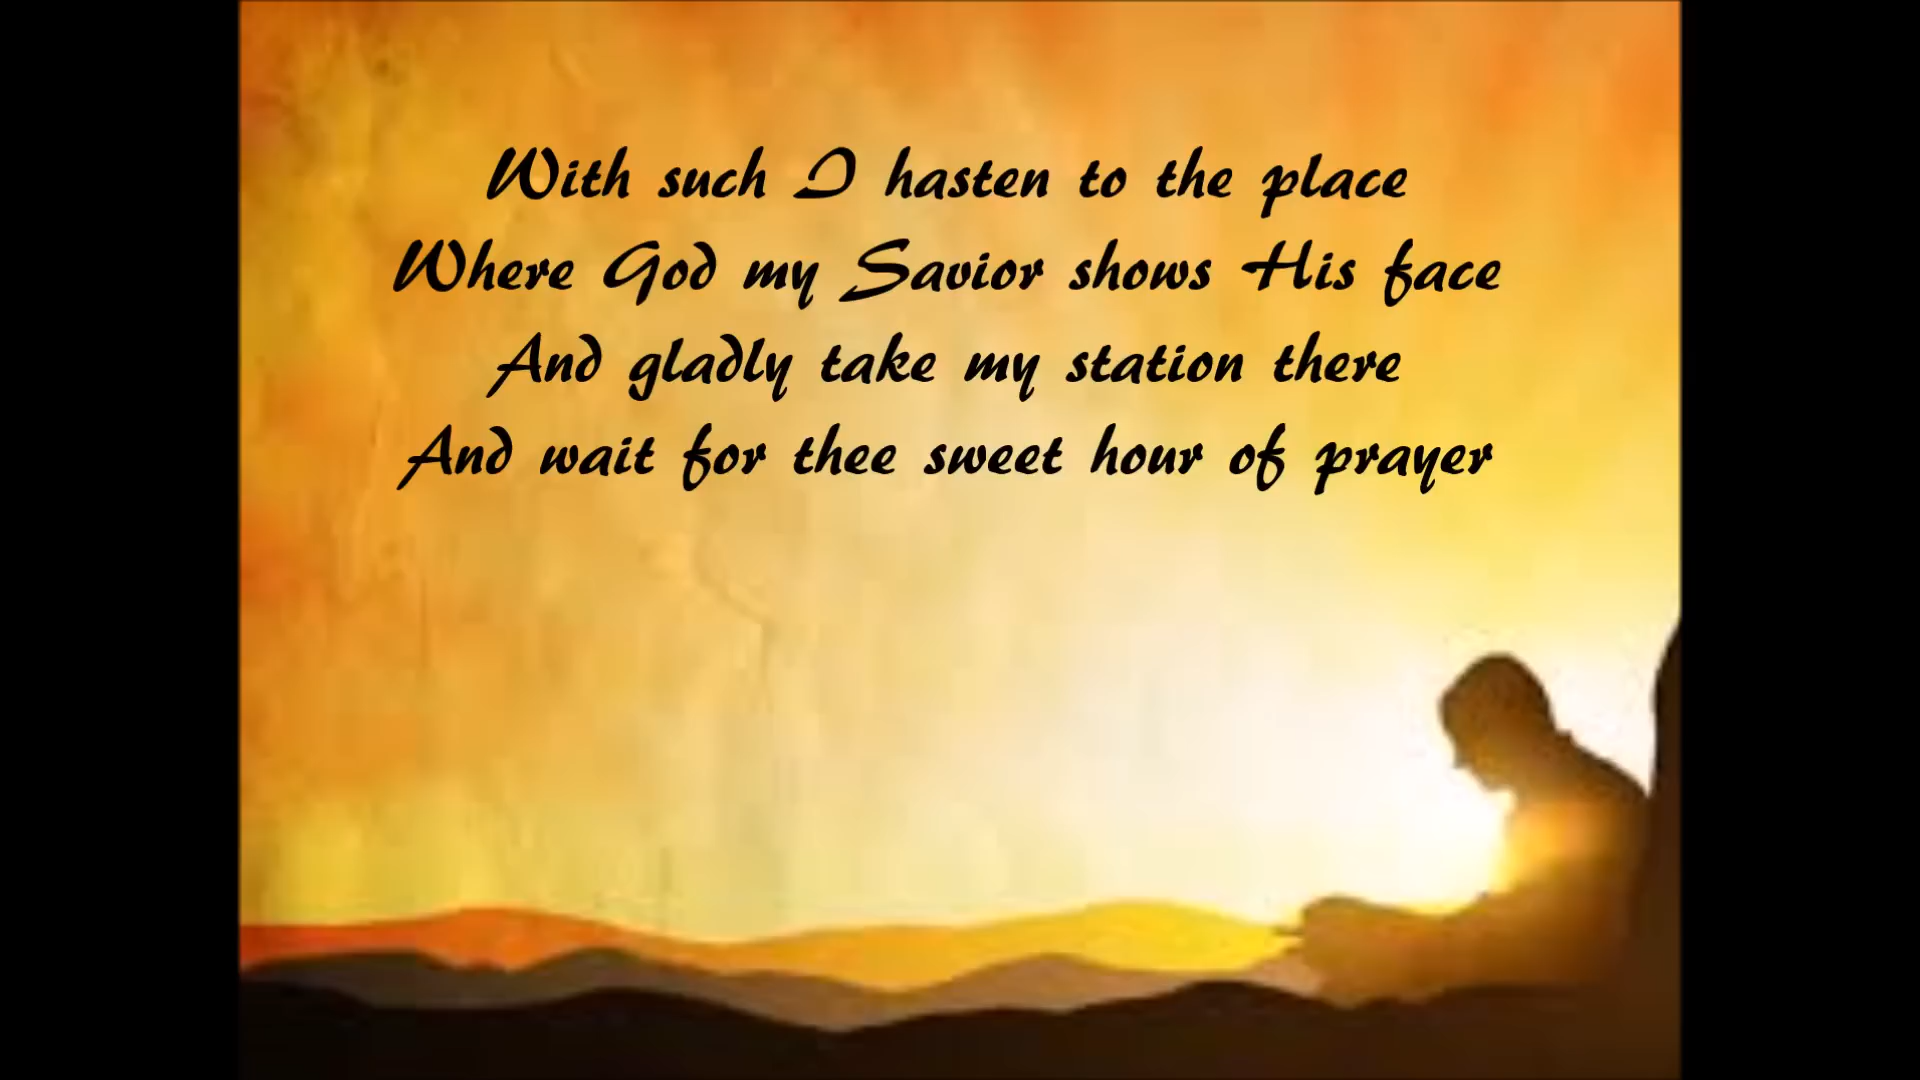 With such I hasten to the place
Where God my Savior shows His face
And gladly take my station there
And wait for thee sweet hour of prayer